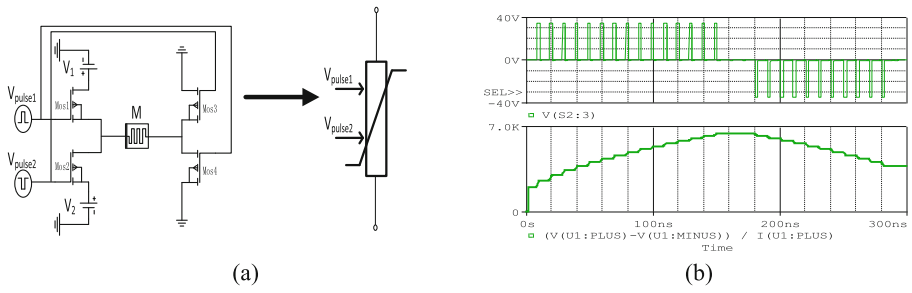 V1
Vpulse1
Mos1
M
Mos3
Vpulse2
Mos2
Mos4
V2
Vpulse1
Vpulse2
(a)
40V
0V
SEL>>
-40V
V(S2:3)
7.0K
0
0s 100ns 200ns 300ns
(V(U1:PLUS)-V(U1:MINUS)) / I(U1:PLUS)
Time
(b)